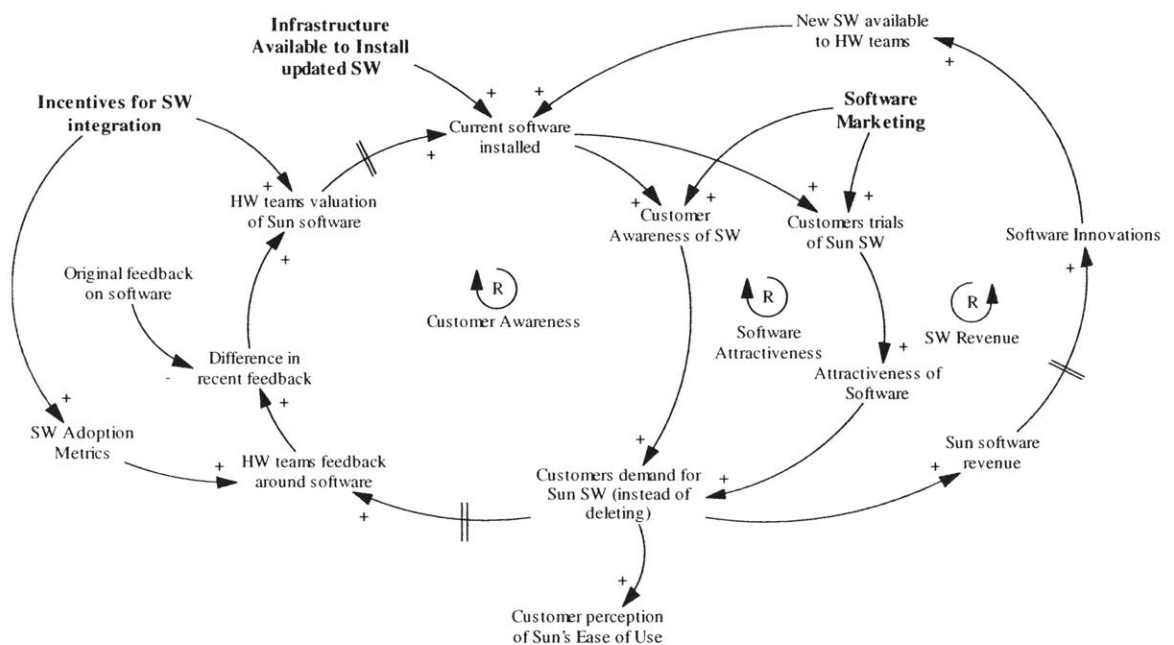 Infrastructure
Available to Install
updated SW
New SW available
to HW teams
Incentives for SW
integration
Software
Marketing
+
+
+
Current software
installed
+
+
HW teams valuation
of Sun software
+
+
Customer
Awareness of SW
+
+
Customers trials
of Sun SW
Software Innovations
+
+
Original feedback
on software
R
Customer Awareness
R
Software
Attractiveness
R
SW Revenue
-
Difference in
recent feedback
+
+
Attractiveness of
Software
+
SW Adoption
Metrics
+
HW teams feedback
around software
+
+
Customers demand for
Sun SW (instead of
deleting)
+
+
Sun software
revenue
+
Customer perception
of Sun's Ease of Use